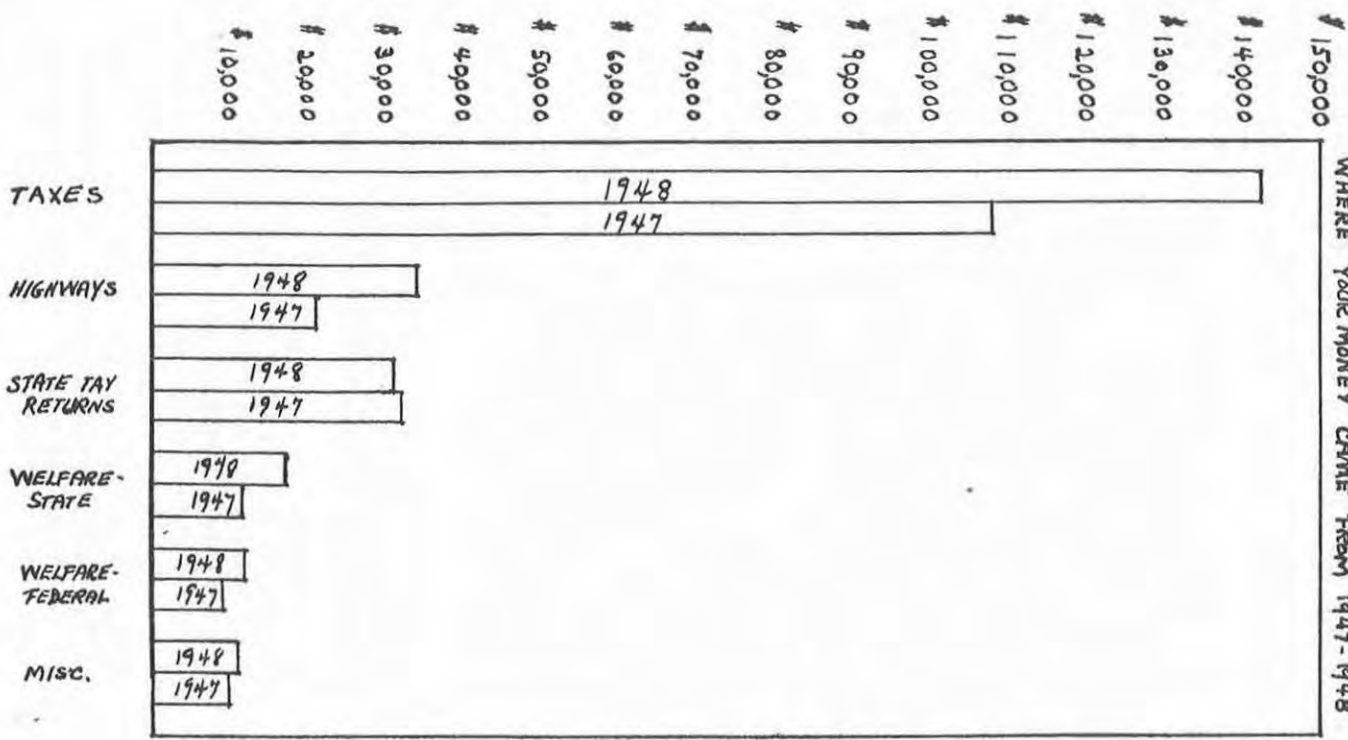 $ 10,000
$ 20,000
$ 30,000
$ 40,000
$ 50,000
$ 60,000
$ 70,000
$ 80,000
$ 90,000
$ 100,000
$ 110,000
$ 120,000
$ 130,000
$ 140,000
$ 150,000
WHERE YOUR MONEY CAME FROM 1947-1948
TAXES
1948
1947
HIGHWAYS
1948
1947
STATE TAY
RETURNS
1948
1947
WELFARE-
STATE
1948
1947
WELFARE-
FEDERAL
1948
1947
MISC.
1948
1947